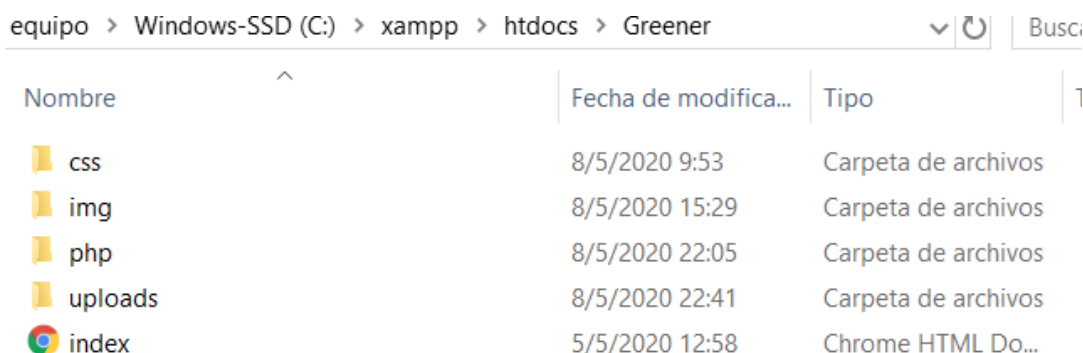 equipo > Windows-SSD (C:) > xampp > htdocs > Greener
Nombre Fecha de modifica... Tipo
css 8/5/2020 9:53 Carpeta de archivos
img 8/5/2020 15:29 Carpeta de archivos
php 8/5/2020 22:05 Carpeta de archivos
uploads 8/5/2020 22:41 Carpeta de archivos
index 5/5/2020 12:58 Chrome HTML Do...